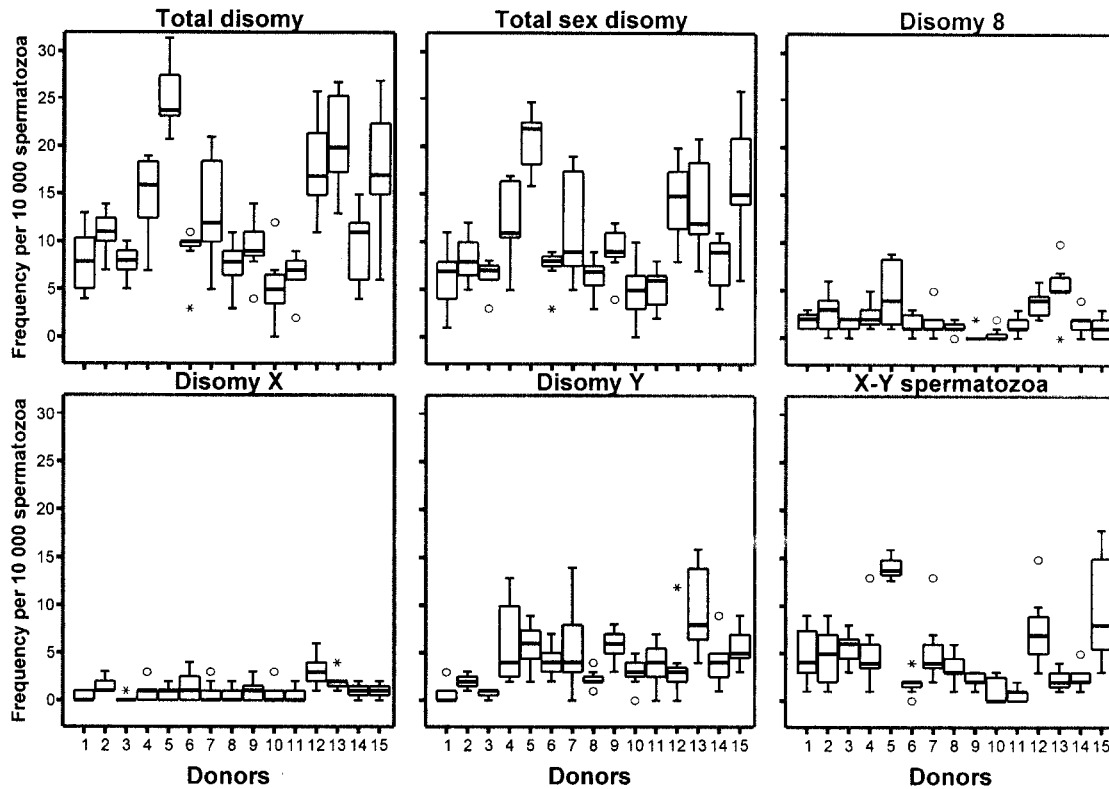 Total disomy
Total sex disomy
Disomy 8
Frequency per 10 000 spermatozoa
30
25
20
15
10
5
0
Disomy X
Disomy Y
X-Y spermatozoa
Frequency per 10 000 spermatozoa
30
25
20
15
10
5
0
1 2 3 4 5 6 7 8 9 10 11 12 13 14 15
1 2 3 4 5 6 7 8 9 10 11 12 13 14 15
1 2 3 4 5 6 7 8 9 10 11 12 13 14 15
Donors
Donors
Donors